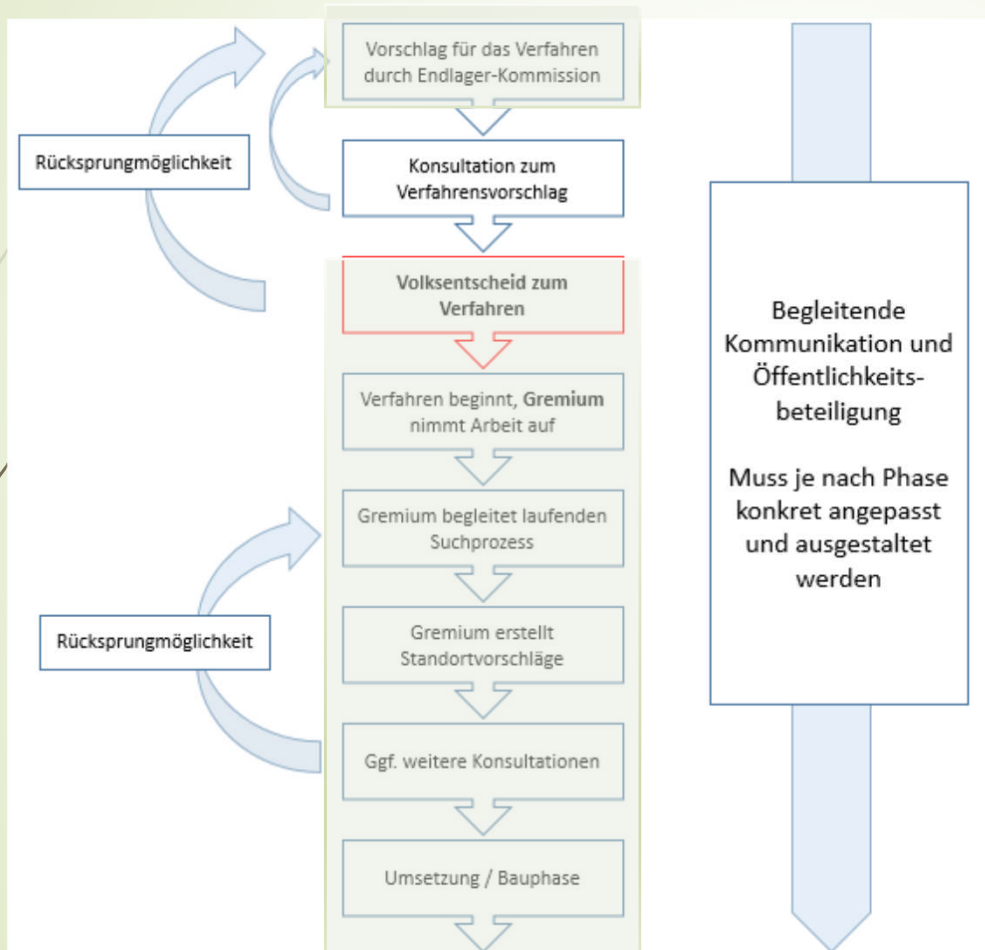 Vorschlag für das Verfahren
durch Endlager-Kommission
Rücksprungmöglichkeit
Konsultation zum
Verfahrensvorschlag
Volksentscheid zum
Verfahren
Verfahren beginnt, Gremium
nimmt Arbeit auf
Gremium begleitet laufenden
Suchprozess
Rücksprungmöglichkeit
Gremium erstellt
Standortvorschläge
Ggf. weitere Konsultationen
Umsetzung / Bauphase
Begleitende
Kommunikation und
Öffentlichkeits-
beteiligung
Muss je nach Phase
konkret angepasst
und ausgestaltet
werden